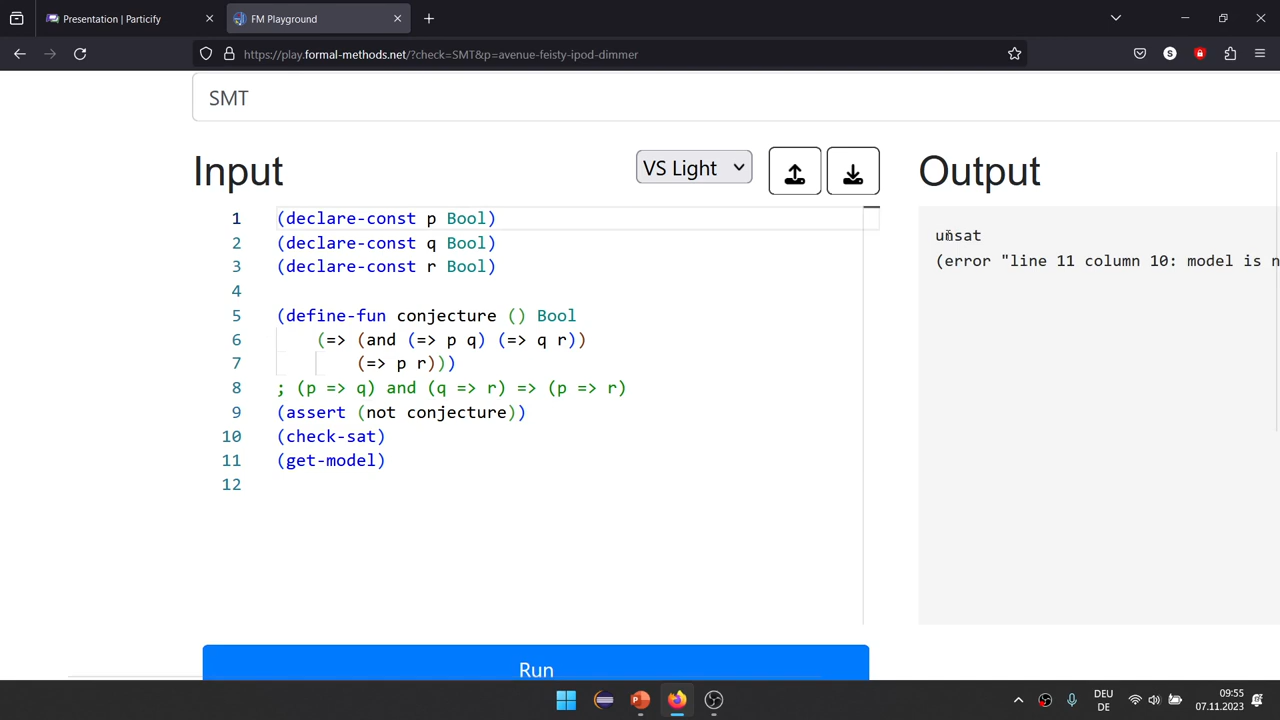 Presentation | Particify
FM Playground
https://play.formal-methods.net/?check=SMT&p=avenue-feisty-ipod-dimmer
S
SMT
Input
VS Light
Output
1 (declare-const p Bool)
2 (declare-const q Bool)
3 (declare-const r Bool)
4
5 (define-fun conjecture () Bool
6 (=> (and (=> p q) (=> q r))
7 (=> p r)))
8 ; (p => q) and (q => r) => (p => r)
9 (assert (not conjecture))
10 (check-sat)
11 (get-model)
12
unsat
(error "line 11 column 10: model is n
Run
DEU
DE
09:55
07.11.2023